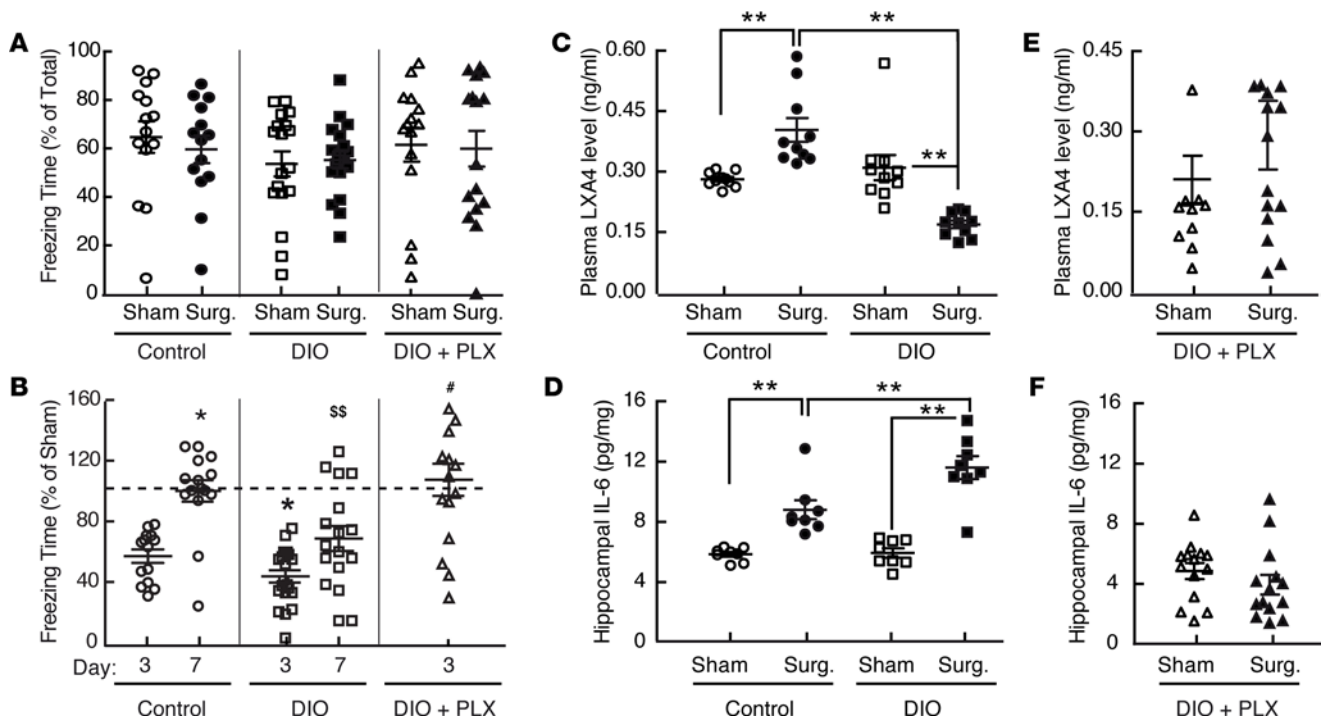 A
Freezing Time (% of Total)
100
80
60
40
20
0
Sham Surg. Sham Surg. Sham Surg.
Control DIO DIO + PLX
B
Freezing Time (% of Sham)
160
120
80
40
0
* * $$ #
Day: 3 7 3 7 3
Control DIO DIO + PLX
C
Plasma LXA4 level (ng/ml)
0.60
0.45
0.30
0.15
0.00
** ** **
Sham Surg. Sham Surg.
Control DIO
D
Hippocampal IL-6 (pg/mg)
16
12
8
4
0
** ** **
Sham Surg. Sham Surg.
Control DIO
E
Plasma LXA4 level (ng/ml)
0.45
0.30
0.15
0.00
Sham Surg.
DIO + PLX
F
Hippocampal IL-6 (pg/mg)
16
12
8
4
0
Sham Surg.
DIO + PLX